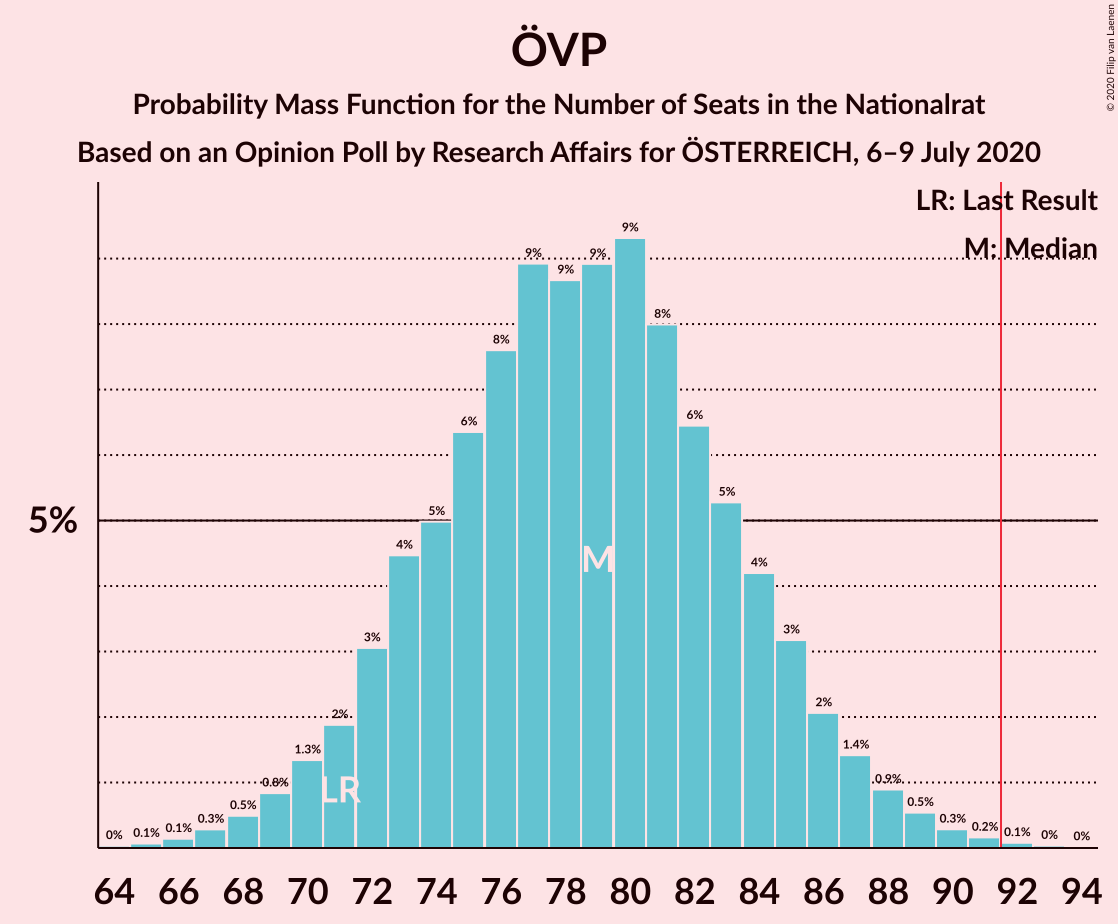 ÖVP
Probability Mass Function for the Number of Seats in the Nationalrat
Based on an Opinion Poll by Research Affairs for ÖSTERREICH, 6–9 July 2020
© 2020 Filip van Laenen
LR: Last Result
M: Median
5%
0% 0.1% 0.1% 0.3% 0.5% 0.8% 1.3% 2% 3% 4% 5% 6% 8% 9% 9% 9% 9% 8% 6% 5% 4% 3% 2% 1.4% 0.9% 0.5% 0.3% 0.2% 0.1% 0% 0%
M
LR
64 66 68 70 72 74 76 78 80 82 84 86 88 90 92 94